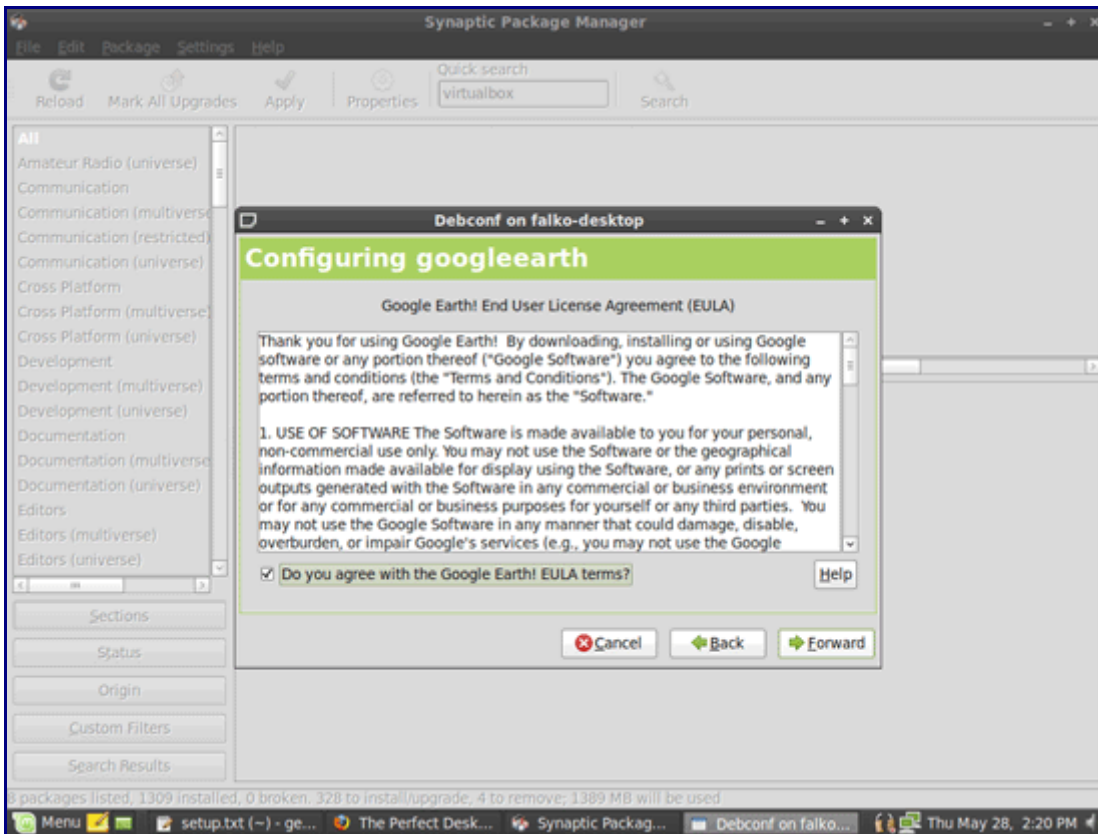 Synaptic Package Manager
File Edit Package Settings Help
Quick search
Reload Mark All Upgrades Apply Properties virtualbox Search
All
Amateur Radio (universe)
Communication
Communication (multiverse
Communication (restricted)
Communication (universe)
Cross Platform
Cross Platform (multiverse)
Cross Platform (universe)
Development
Development (multiverse)
Development (universe)
Documentation
Documentation (multiverse
Documentation (universe)
Editors
Editors (multiverse)
Editors (universe)
Sections
Status
Origin
Custom Filters
Search Results
Debconf on falko-desktop
Configuring googleearth
Google Earth! End User License Agreement (EULA)
Thank you for using Google Earth! By downloading, installing or using Google
software or any portion thereof ("Google Software") you agree to the following
terms and conditions (the "Terms and Conditions"). The Google Software, and any
portion thereof, are referred to herein as the "Software."
1. USE OF SOFTWARE The Software is made available to you for your personal,
non-commercial use only. You may not use the Software or the geographical
information made available for display using the Software, or any prints or screen
outputs generated with the Software in any commercial or business environment
or for any commercial or business purposes for yourself or any third parties. You
may not use the Google Software in any manner that could damage, disable,
overburden, or impair Google's services (e.g., you may not use the Google
Do you agree with the Google Earth! EULA terms?
Help
Cancel Back Forward
8 packages listed, 1309 installed, 0 broken. 328 to install/upgrade, 4 to remove; 1389 MB will be used
Menu setup.txt (~) - ge... The Perfect Desk... Synaptic Packag... Debconf on falko... Thu May 28, 2:20 PM